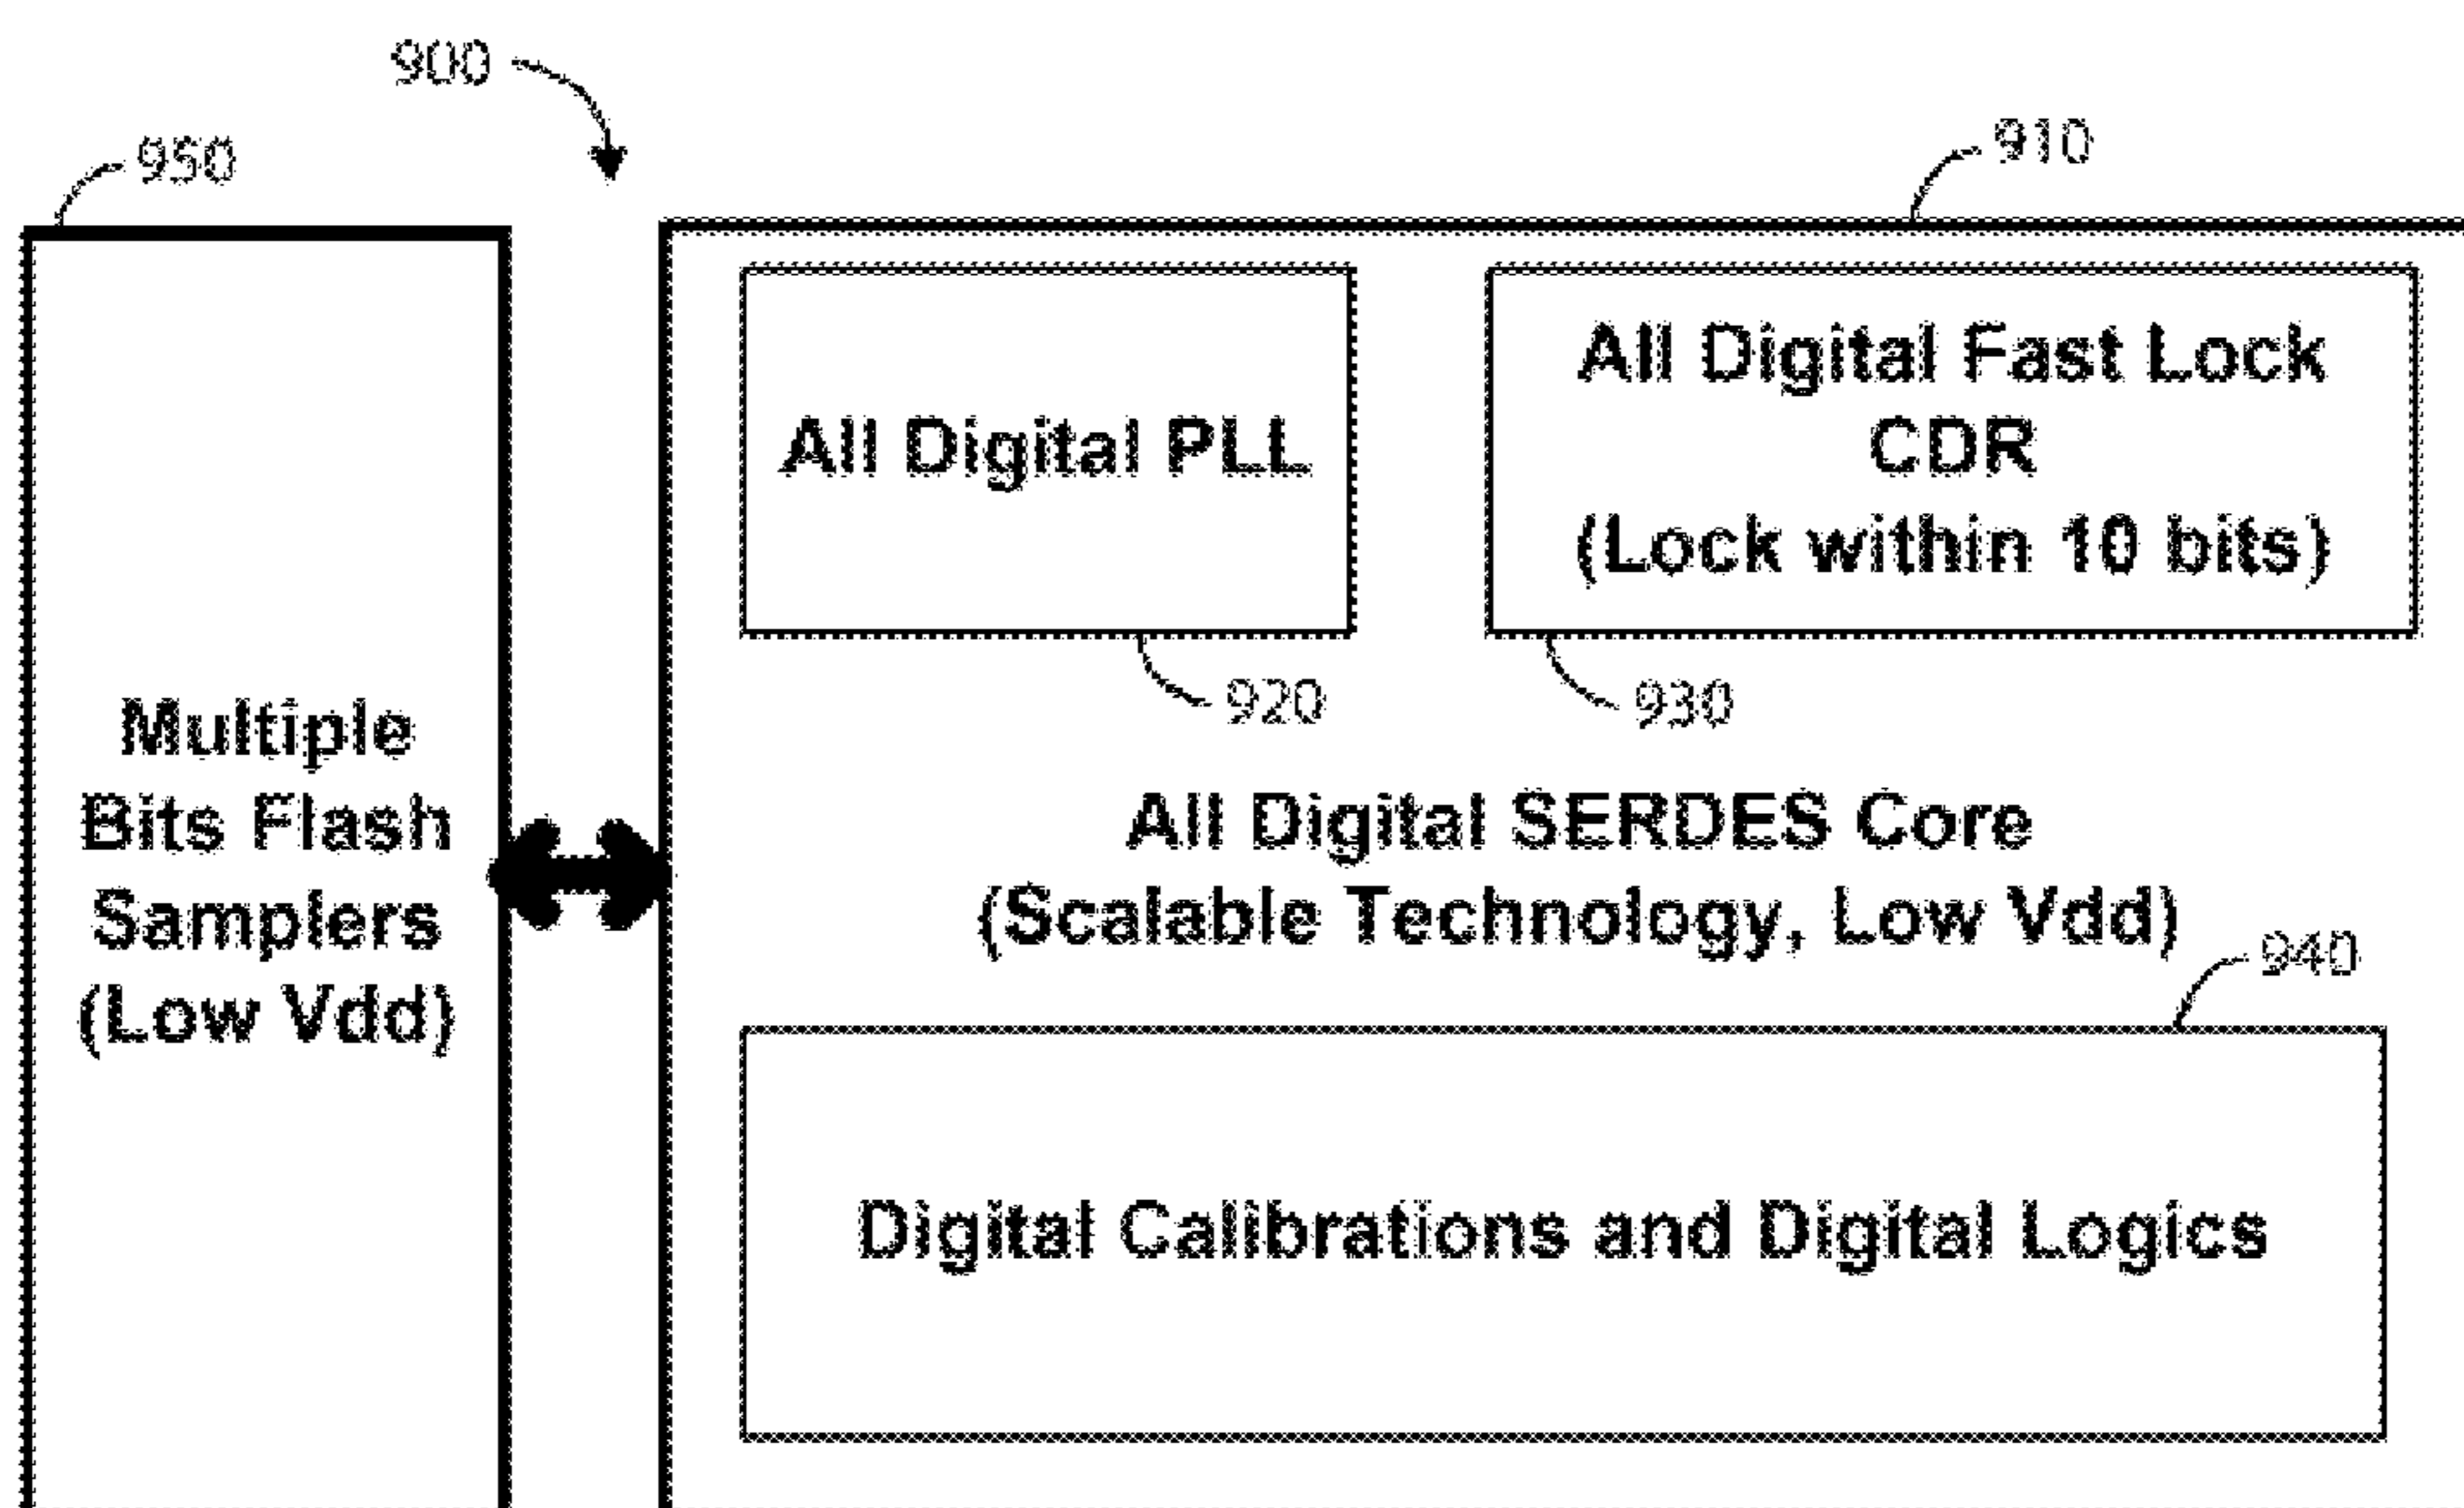 900
950
910
All Digital PLL
All Digital Fast Lock
CDR
(Lock within 10 bits)
920
930
Multiple
Bits Flash
Samplers
(Low Vdd)
All Digital SERDES Core
(Scalable Technology, Low Vdd)
940
Digital Calibrations and Digital Logics